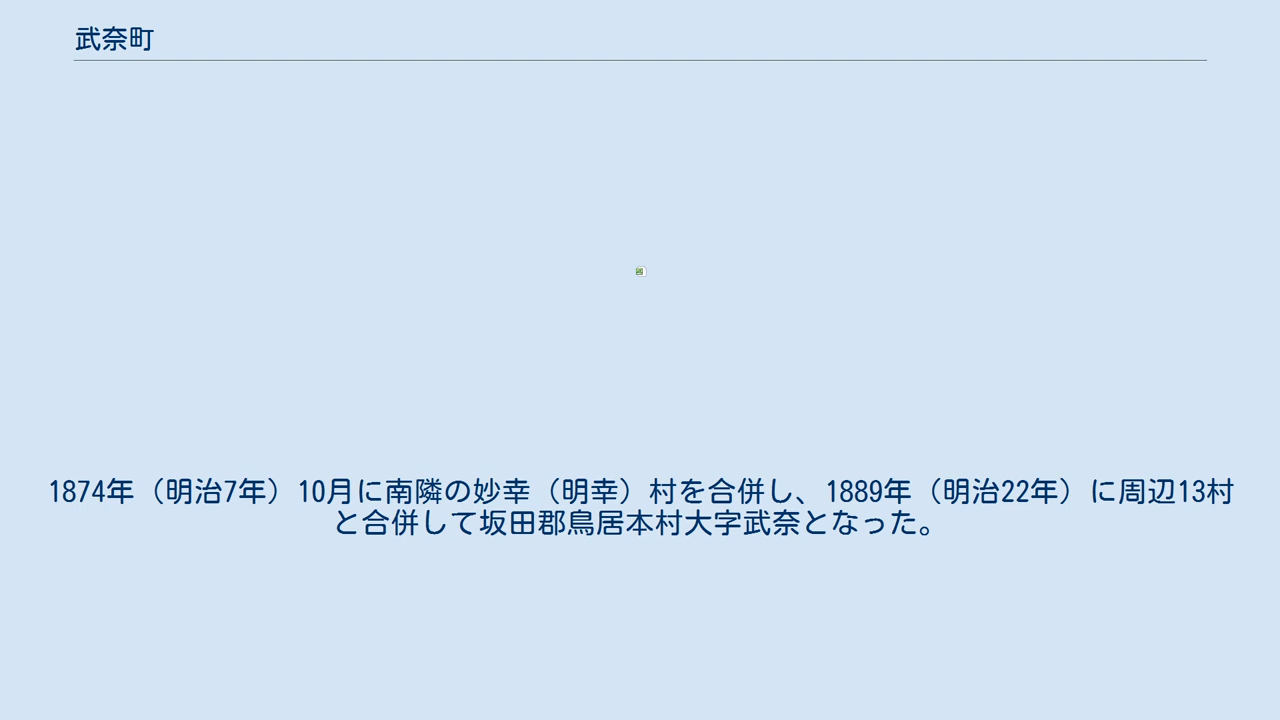 武奈町
1874年（明治7年）10月に南隣の妙幸（明幸）村を合併し、1889年（明治22年）に周辺13村
と合併して坂田郡鳥居本村大字武奈となった。